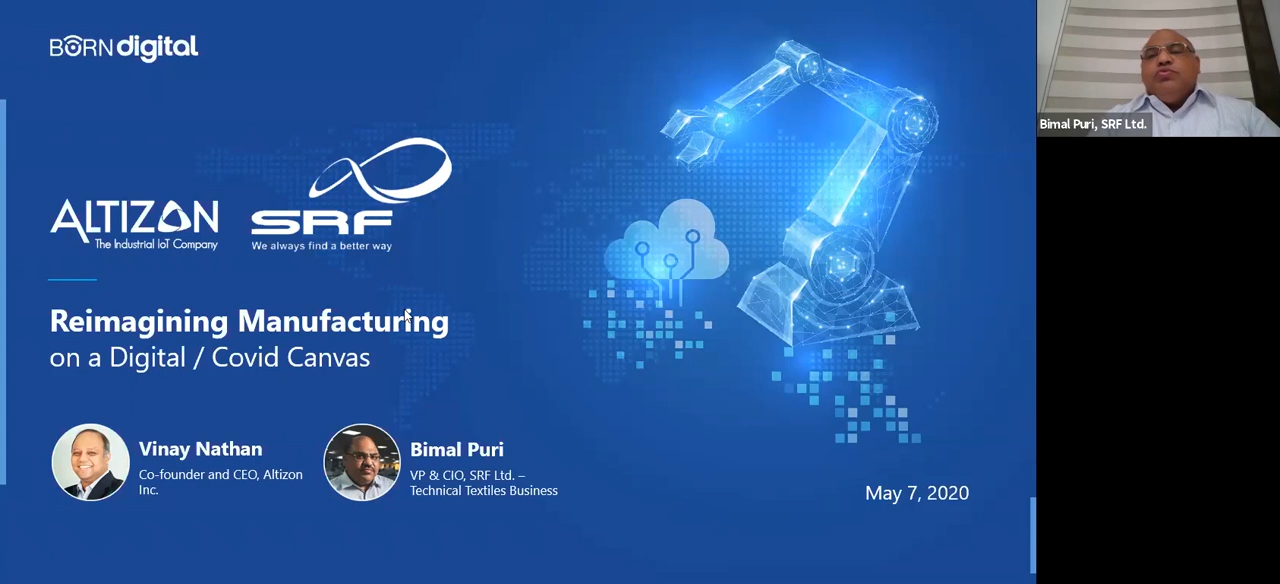 BORN digital
ALTIZON
The Industrial IoT Company
SRF
We always find a better way
Reimagining Manufacturing
on a Digital / Covid Canvas
Vinay Nathan
Co-founder and CEO, Altizon
Inc.
Bimal Puri
VP & CIO, SRF Ltd. –
Technical Textiles Business
May 7, 2020
Bimal Puri, SRF Ltd.